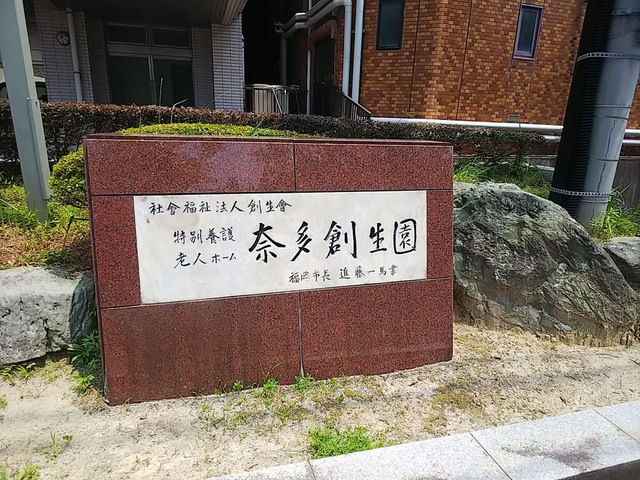 社會福祉法人創生會
特別養護
老人ホーム
奈多創生園
福岡市長 進藤一馬書